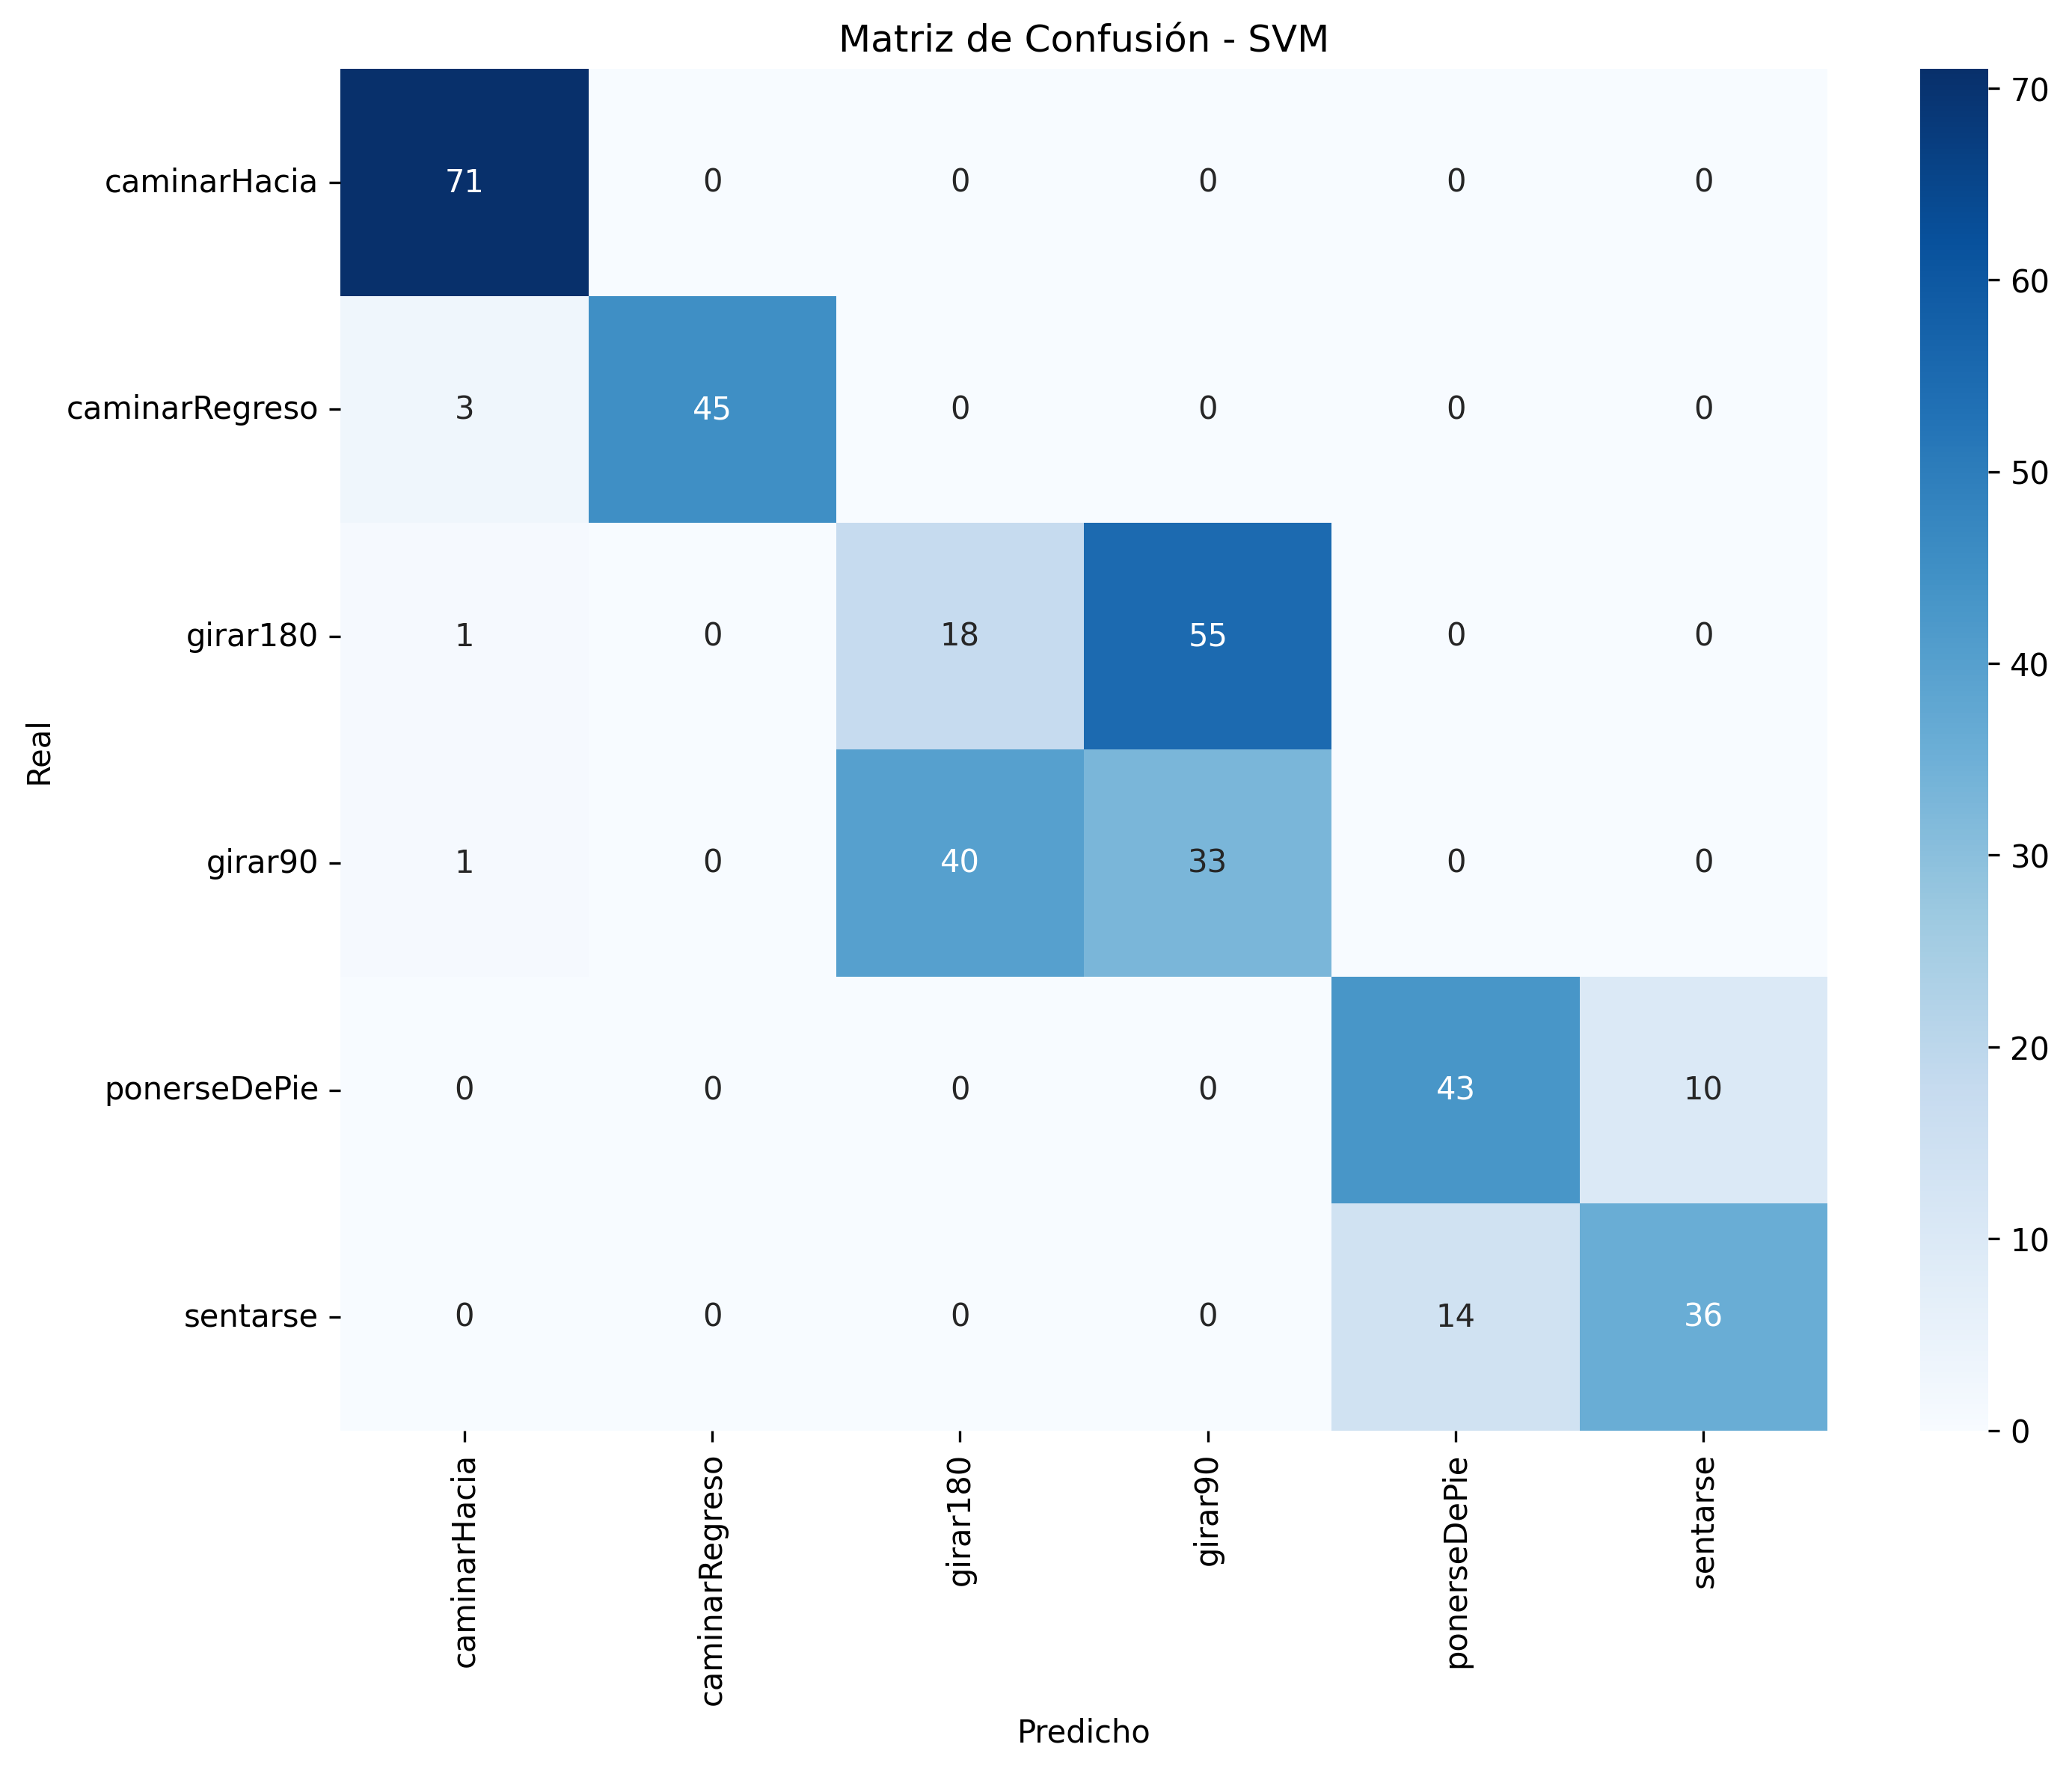 Matriz de Confusión - SVM
Real
caminarHacia 71 0 0 0 0 0
caminarRegreso 3 45 0 0 0 0
girar180 1 0 18 55 0 0
girar90 1 0 40 33 0 0
ponerseDePie 0 0 0 0 43 10
sentarse 0 0 0 0 14 36
caminarHacia
caminarRegreso
girar180
girar90
ponerseDePie
sentarse
Predicho
70
60
50
40
30
20
10
0